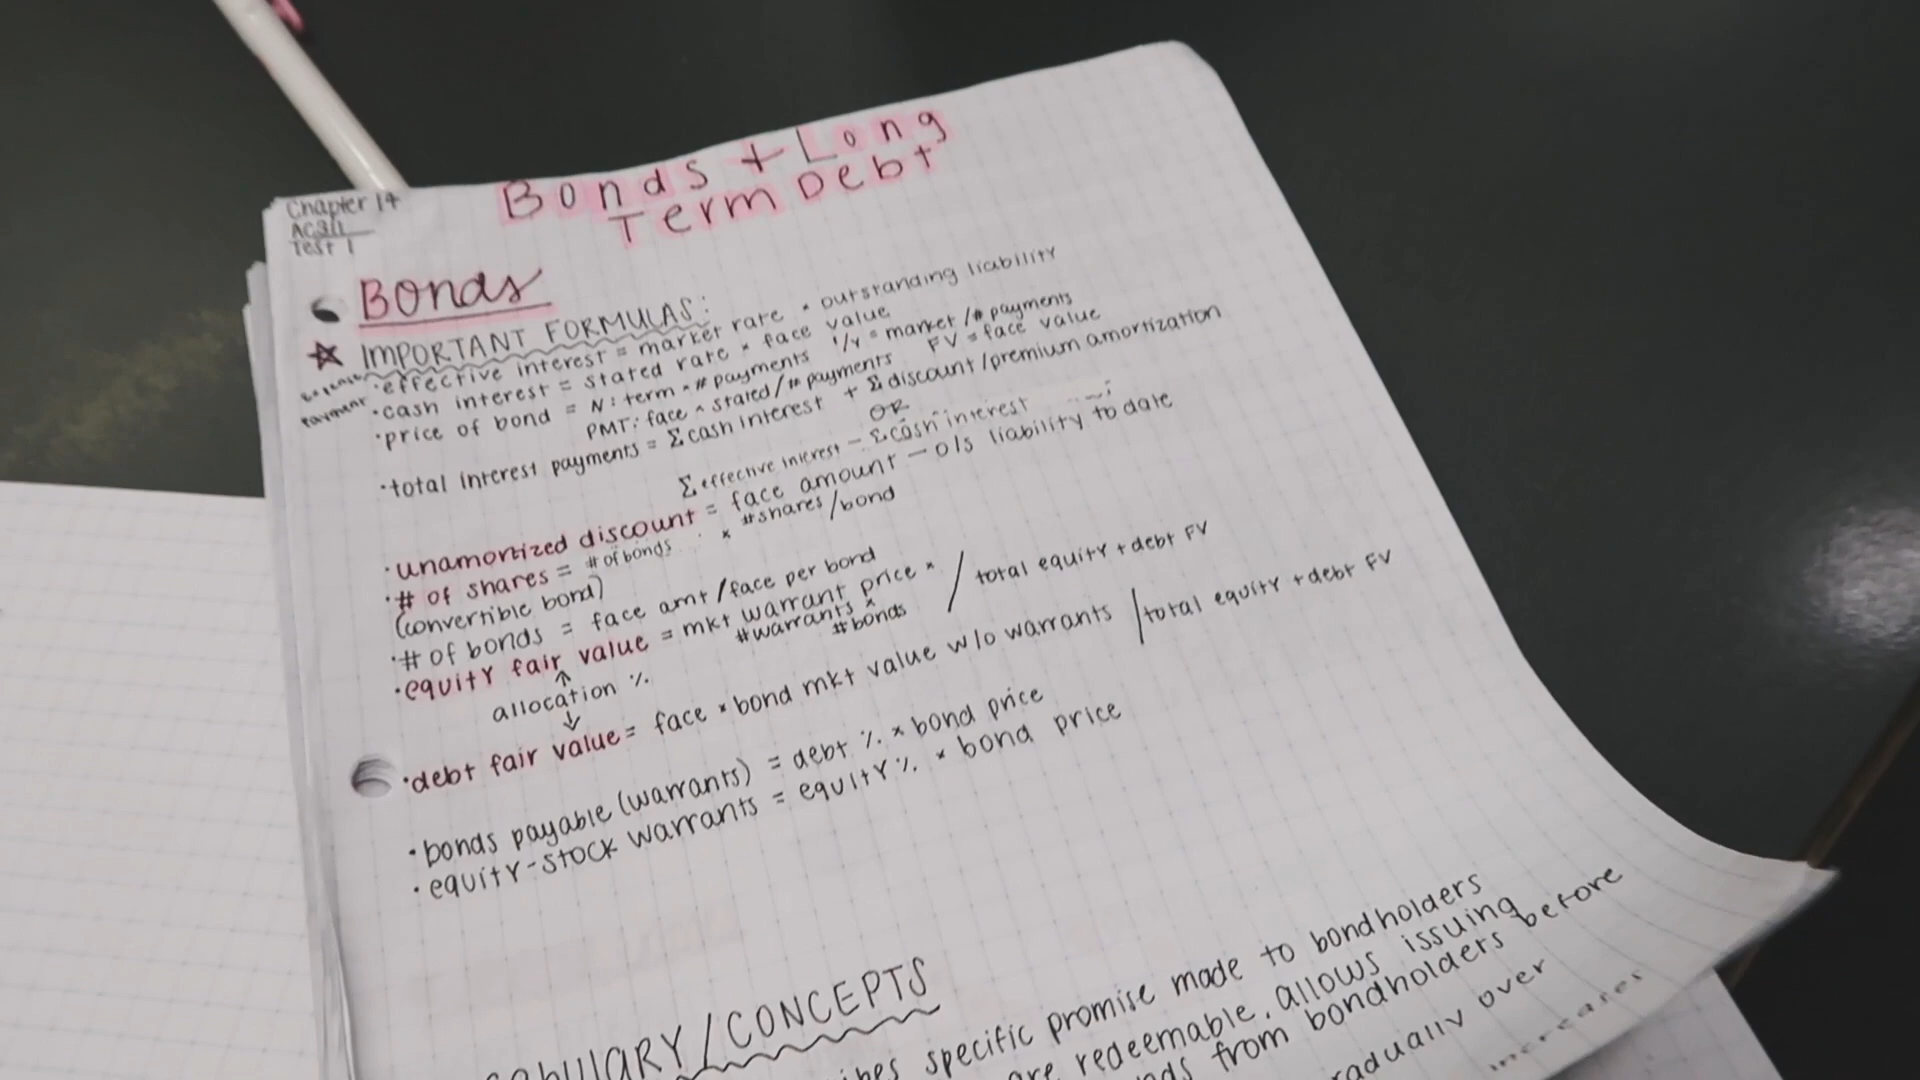 Chapter 14
AC311
Test 1
Bonds + Long
Term Debt
Bonds
IMPORTANT FORMULAS:
expense • effective interest = market rate * outstanding liability
payment • cash interest = stated rate * face value
• price of bond = N: term * # payments I/Y = market / # payments
PMT: face * stated / # payments FV = face value
• total interest payments = Σ cash interest + Σ discount/premium amortization
OR
Σ effective interest - Σ cash interest
• unamortized discount = face amount - o/s liability to date
• # of shares = # of bonds * # shares/bond
(convertible bond)
• # of bonds = face amt / face per bond
• equity fair value = mkt warrant price * / total equity + debt FV
# warrants * # bonds
↑
allocation %
↓
• debt fair value = face * bond mkt value w/o warrants / total equity + debt FV
• bonds payable (warrants) = debt % * bond price
• equity-stock warrants = equity % * bond price
/CONCEPTS
specific promise made to bondholders
are redeemable. allows issuing
from bondholders before
over
increases